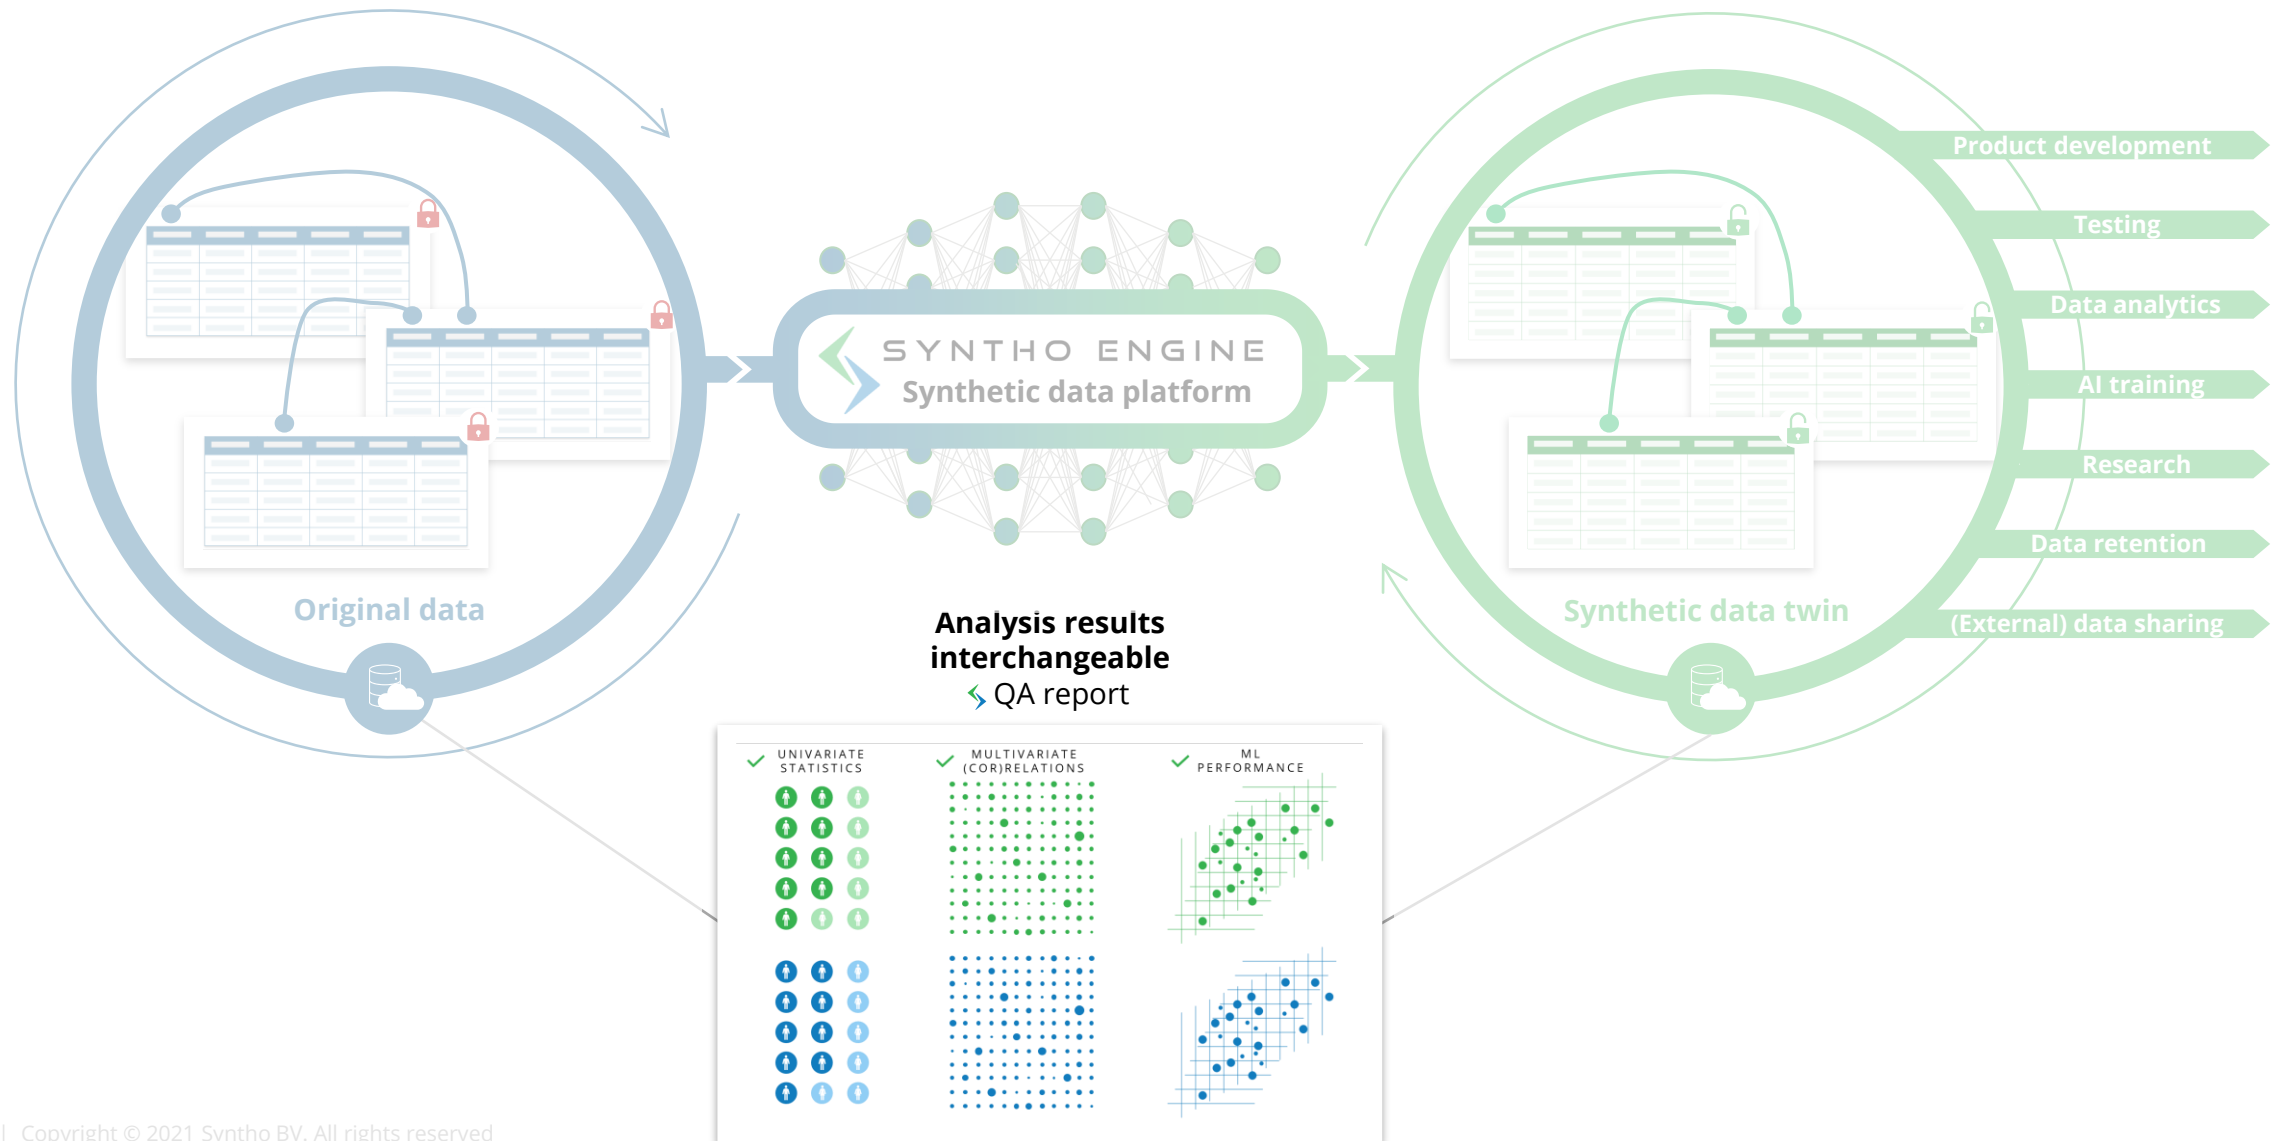 Product development
Testing
Data analytics
AI training
Research
Data retention
(External) data sharing
SYNTHO ENGINE
Synthetic data platform
Original data
Synthetic data twin
Analysis results
interchangeable
QA report
UNIVARIATE
STATISTICS
MULTIVARIATE
(COR)RELATIONS
ML
PERFORMANCE
| Copyright © 2021 Syntho BV. All rights reserved